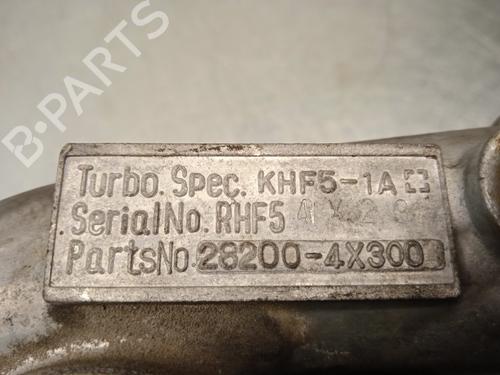 B-PARTS
Turbo. Spec. KHF5-1A
Serial No. RHF5
Parts No. 28200-4X300